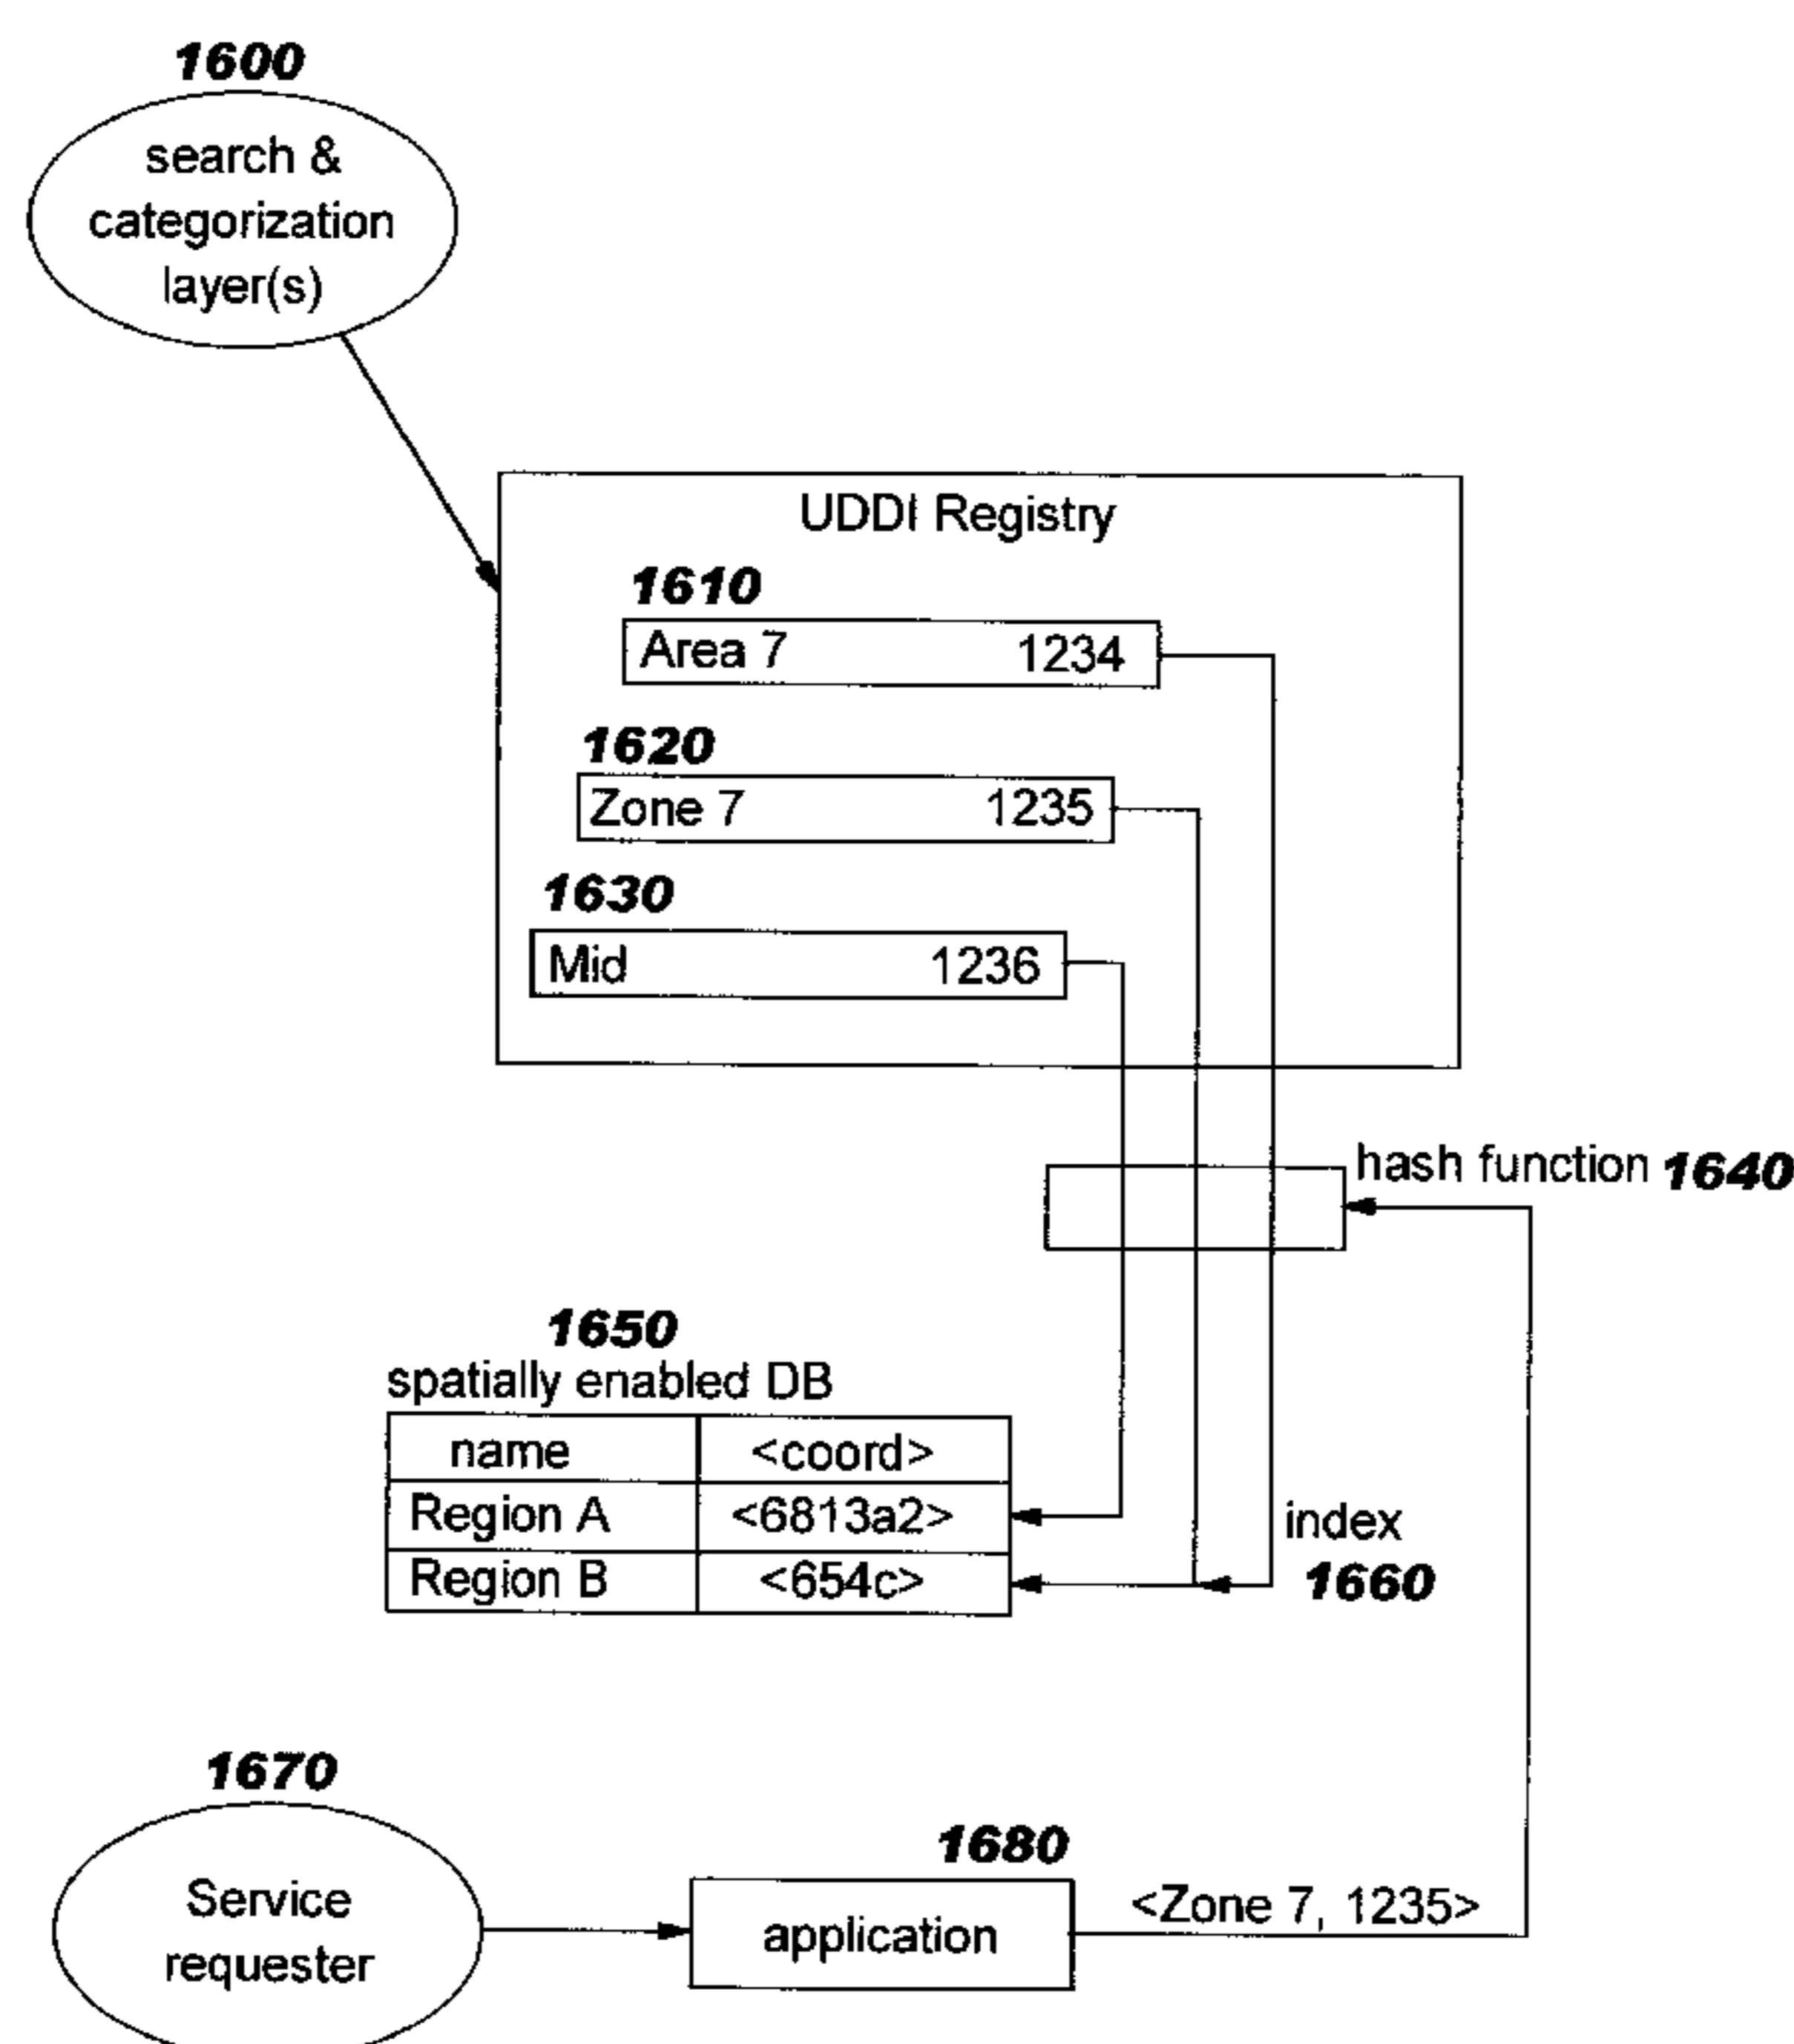 1600
search &
categorization
layer(s)
UDDI Registry
1610
Area 7 1234
1620
Zone 7 1235
1630
Mid 1236
hash function 1640
1650
spatially enabled DB
name <coord>
Region A <6813a2>
Region B <654c>
index
1660
1670
Service
requester
1680
application
<Zone 7, 1235>